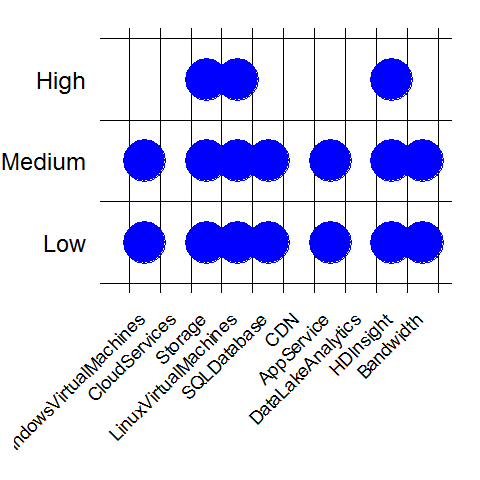 High
Medium
Low
ndowsVirtualMachines
CloudServices
Storage
LinuxVirtualMachines
SQLDatabase
CDN
AppService
DataLakeAnalytics
HDInsight
Bandwidth